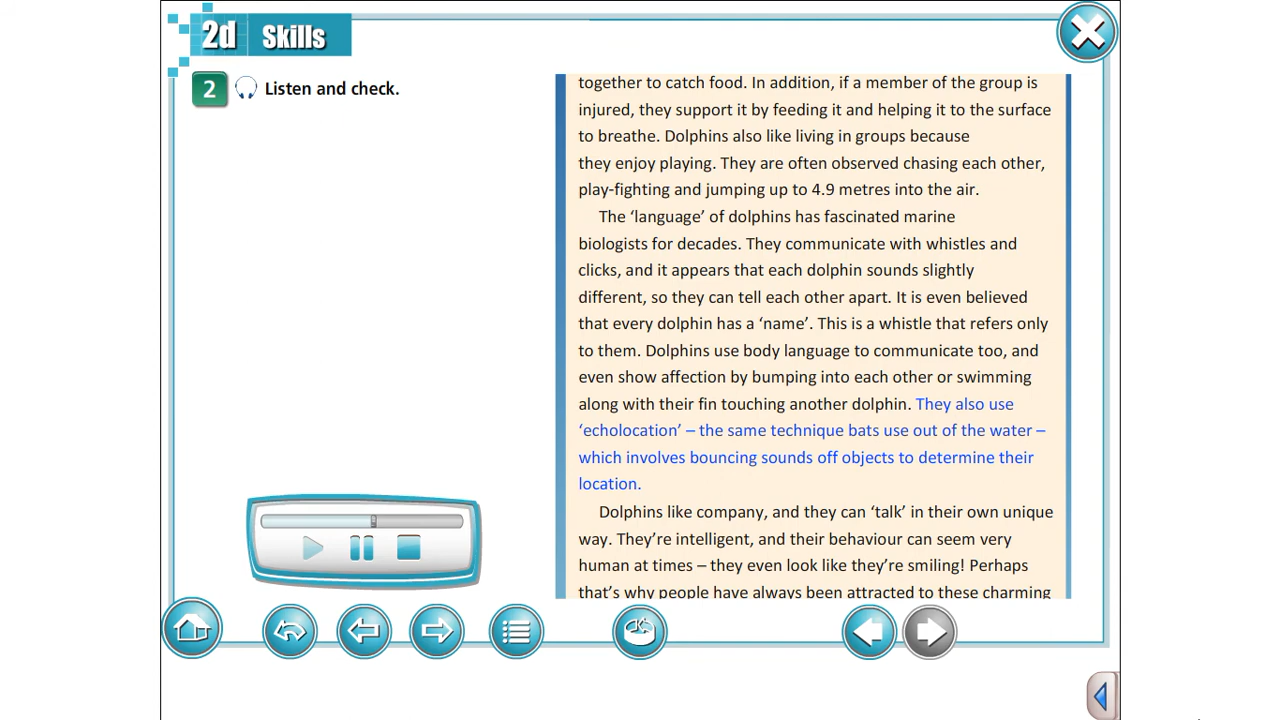 2d Skills
2 Listen and check.
together to catch food. In addition, if a member of the group is
injured, they support it by feeding it and helping it to the surface
to breathe. Dolphins also like living in groups because
they enjoy playing. They are often observed chasing each other,
play-fighting and jumping up to 4.9 metres into the air.
The ‘language’ of dolphins has fascinated marine
biologists for decades. They communicate with whistles and
clicks, and it appears that each dolphin sounds slightly
different, so they can tell each other apart. It is even believed
that every dolphin has a ‘name’. This is a whistle that refers only
to them. Dolphins use body language to communicate too, and
even show affection by bumping into each other or swimming
along with their fin touching another dolphin. They also use
‘echolocation’ – the same technique bats use out of the water –
which involves bouncing sounds off objects to determine their
location.
Dolphins like company, and they can ‘talk’ in their own unique
way. They’re intelligent, and their behaviour can seem very
human at times – they even look like they’re smiling! Perhaps
that’s why people have always been attracted to these charming